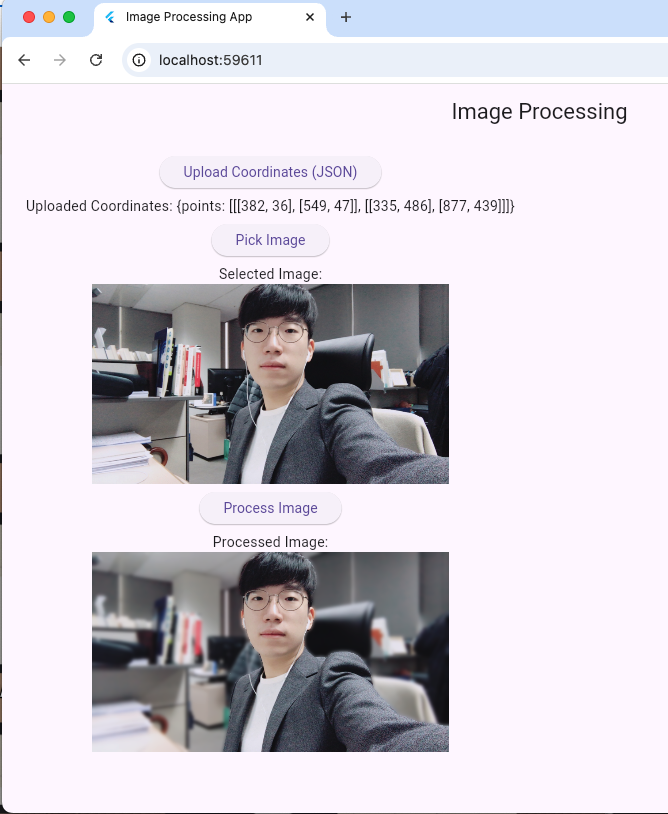 Image Processing App
localhost:59611
Image Processing
Upload Coordinates (JSON)
Uploaded Coordinates: {points: [[[382, 36], [549, 47]], [[335, 486], [877, 439]]]}
Pick Image
Selected Image:
Process Image
Processed Image: